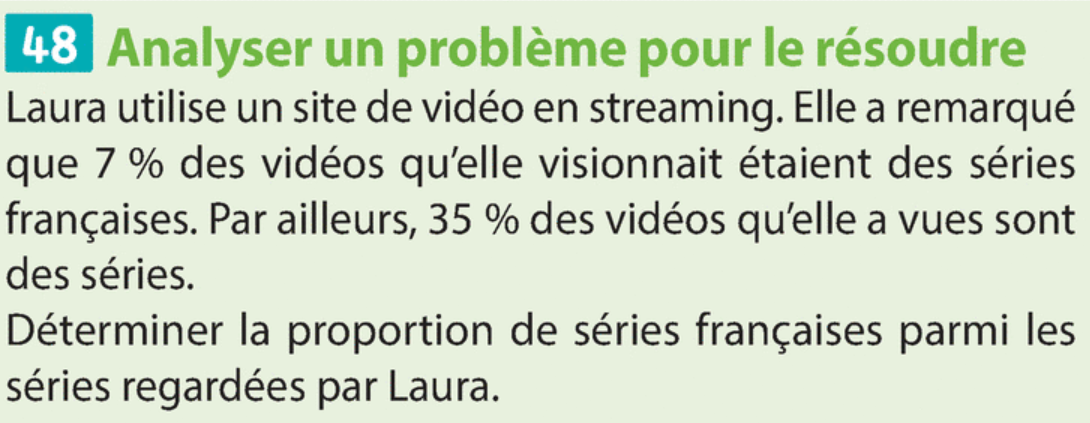 48 Analyser un problème pour le résoudre
Laura utilise un site de vidéo en streaming. Elle a remarqué
que 7 % des vidéos qu'elle visionnait étaient des séries
françaises. Par ailleurs, 35 % des vidéos qu'elle a vues sont
des séries.
Déterminer la proportion de séries françaises parmi les
séries regardées par Laura.